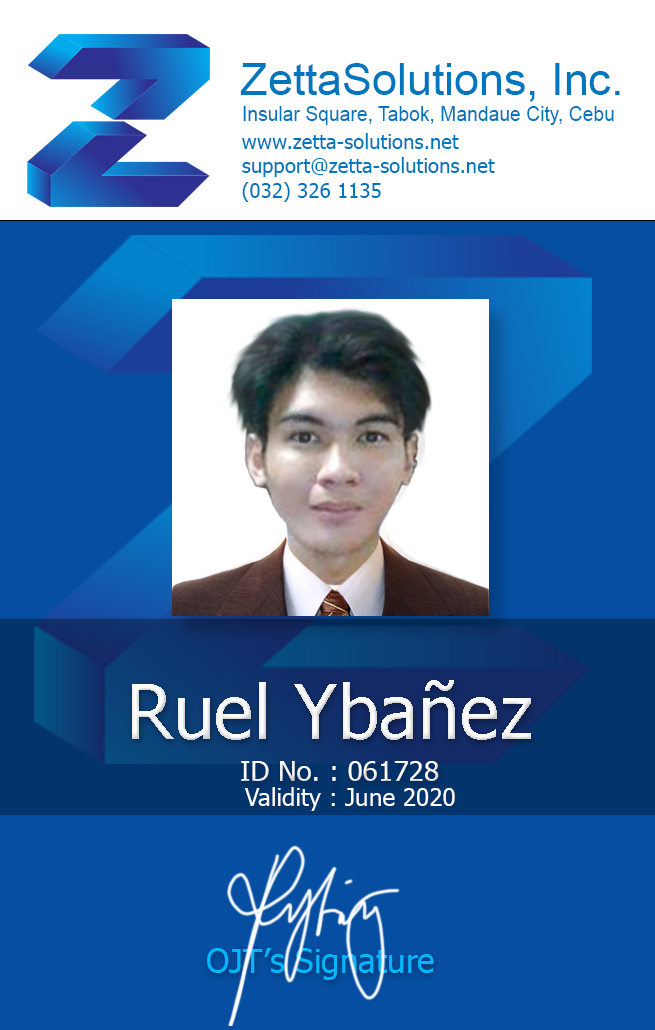 ZettaSolutions, Inc.
Insular Square, Tabok, Mandaue City, Cebu
www.zetta-solutions.net
support@zetta-solutions.net
(032) 326 1135
Ruel Ybañez
ID No. : 061728
Validity : June 2020
OJT’s Signature